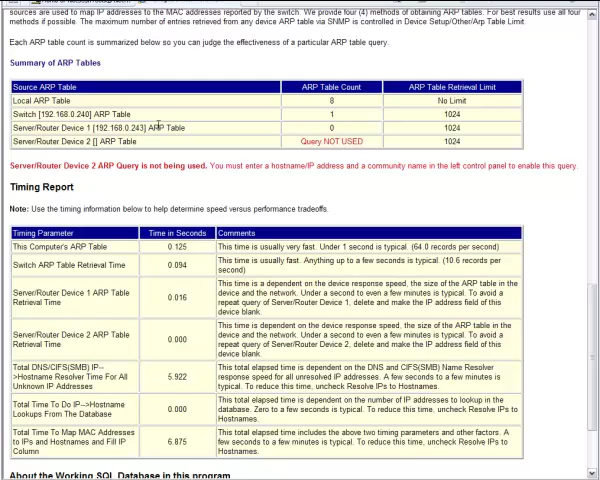 sources are used to map IP addresses to the MAC addresses reported by the switch. We provide four (4) methods of obtaining ARP tables. For best results use all four
methods if possible. The maximum number of entries retrieved from any device ARP table via SNMP is controlled in Device Setup/Other/Arp Table Limit.
Each ARP table count is summarized below so you can judge the effectiveness of a particular ARP table query.
Summary of ARP Tables
Source ARP Table ARP Table Count ARP Table Retrieval Limit
Local ARP Table 8 No Limit
Switch [192.168.0.240] ARP Table 1 1024
Server/Router Device 1 [192.168.0.243] ARP Table 0 1024
Server/Router Device 2 [] ARP Table Query NOT USED 1024
Server/Router Device 2 ARP Query is not being used. You must enter a hostname/IP address and a community name in the left control panel to enable this query.
Timing Report
Note: Use the timing information below to help determine speed versus performance tradeoffs.
Timing Parameter Time in Seconds Comments
This Computer's ARP Table 0.125 This time is usually very fast. Under 1 second is typical. (64.0 records per second)
Switch ARP Table Retrieval Time 0.094 This time is usually fast. Anything up to a few seconds is typical. (10.6 records per
second)
Server/Router Device 1 ARP Table
Retrieval Time
0.016
This time is a dependent on the device response speed, the size of the ARP table in the
device and the network. Under a second to even a few minutes is typical. To avoid a
repeat query of Server/Router Device 1, delete and make the IP address field of this
device blank.
Server/Router Device 2 ARP Table
Retrieval Time
0.000
This time is dependent on the device response speed, the size of the ARP table in the
device and the network. Under a second to even a few minutes is typical. To avoid a
repeat query of Server/Router Device 2, delete and make the IP address field of this
device blank.
Total DNS/CIFS(SMB) IP--
>Hostname Resolver Time For All
Unknown IP Addresses
5.922
This total elapsed time is dependent on the DNS and CIFS(SMB) Name Resolver
response speed for all unresolved IP addresses. A few seconds to a few minutes is
typical. To reduce this time, uncheck Resolve IPs to Hostnames.
Total Time To Do IP-->Hostname
Lookups From The Database
0.000
This total elapsed time is dependent on the number of IP addresses to lookup in the
database. Zero to a few seconds is typical. To reduce this time, uncheck Resolve IPs to
Hostnames.
Total Time To Map MAC Addresses
to IPs and Hostnames and Fill IP
Column
6.875
This total elapsed time includes the above two timing parameters and other factors. A
few seconds to a few minutes is typical. To reduce this time, uncheck Resolve IPs to
Hostnames.
About the Working SQL Database in this program